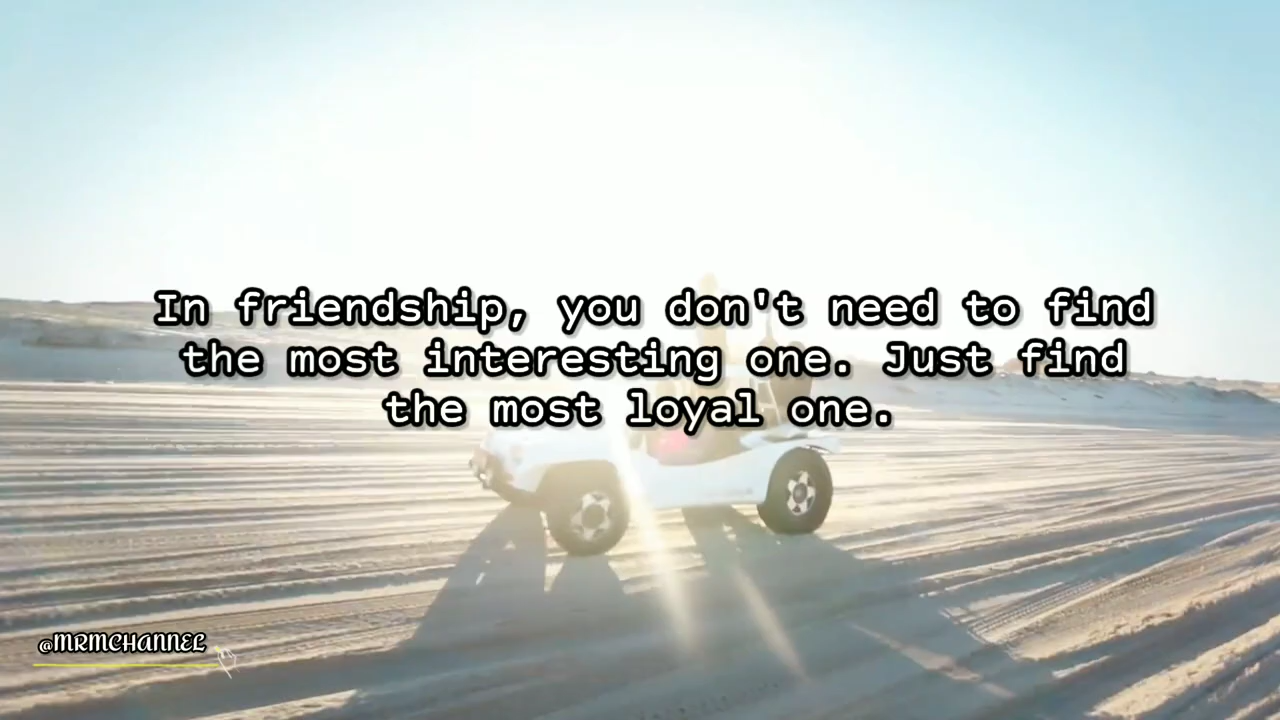 In friendship, you don't need to find
the most interesting one. Just find
the most loyal one.
@MRMCHANNEL